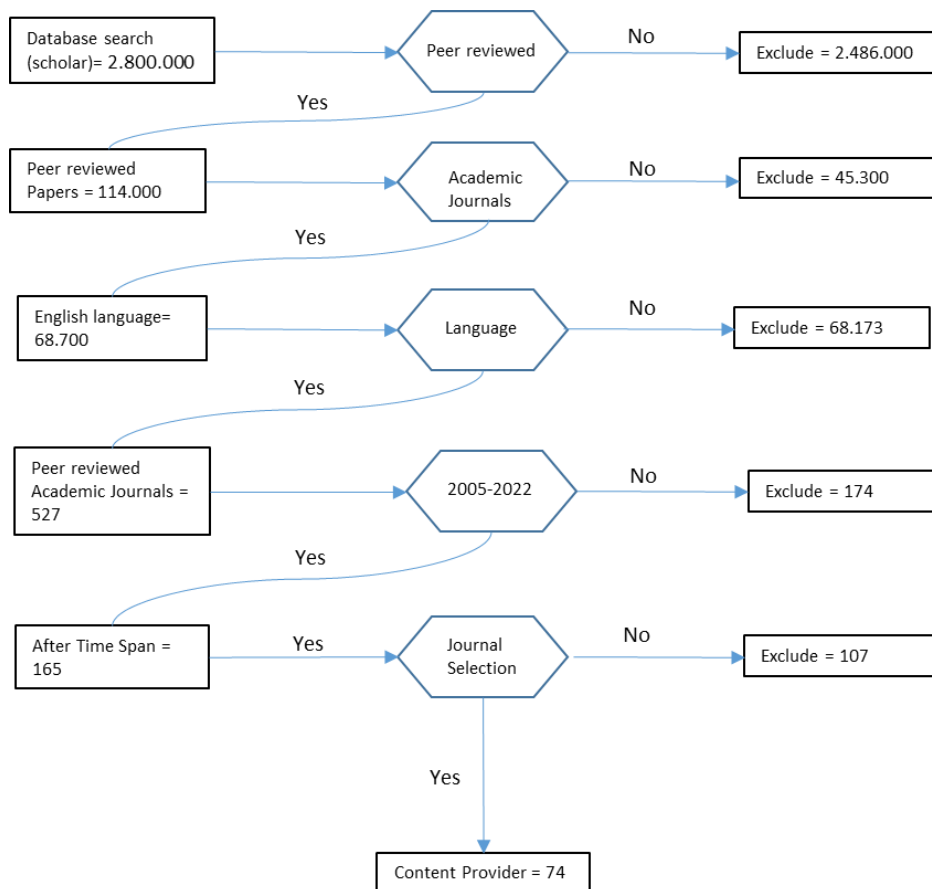 Database search
(scholar)= 2.800.000
Peer reviewed
No
Exclude = 2.486.000
Yes
Peer reviewed
Papers = 114.000
Academic
Journals
No
Exclude = 45.300
Yes
English language=
68.700
Language
No
Exclude = 68.173
Yes
Peer reviewed
Academic Journals =
527
2005-2022
No
Exclude = 174
Yes
After Time Span =
165
Yes
Journal
Selection
No
Exclude = 107
Yes
Content Provider = 74